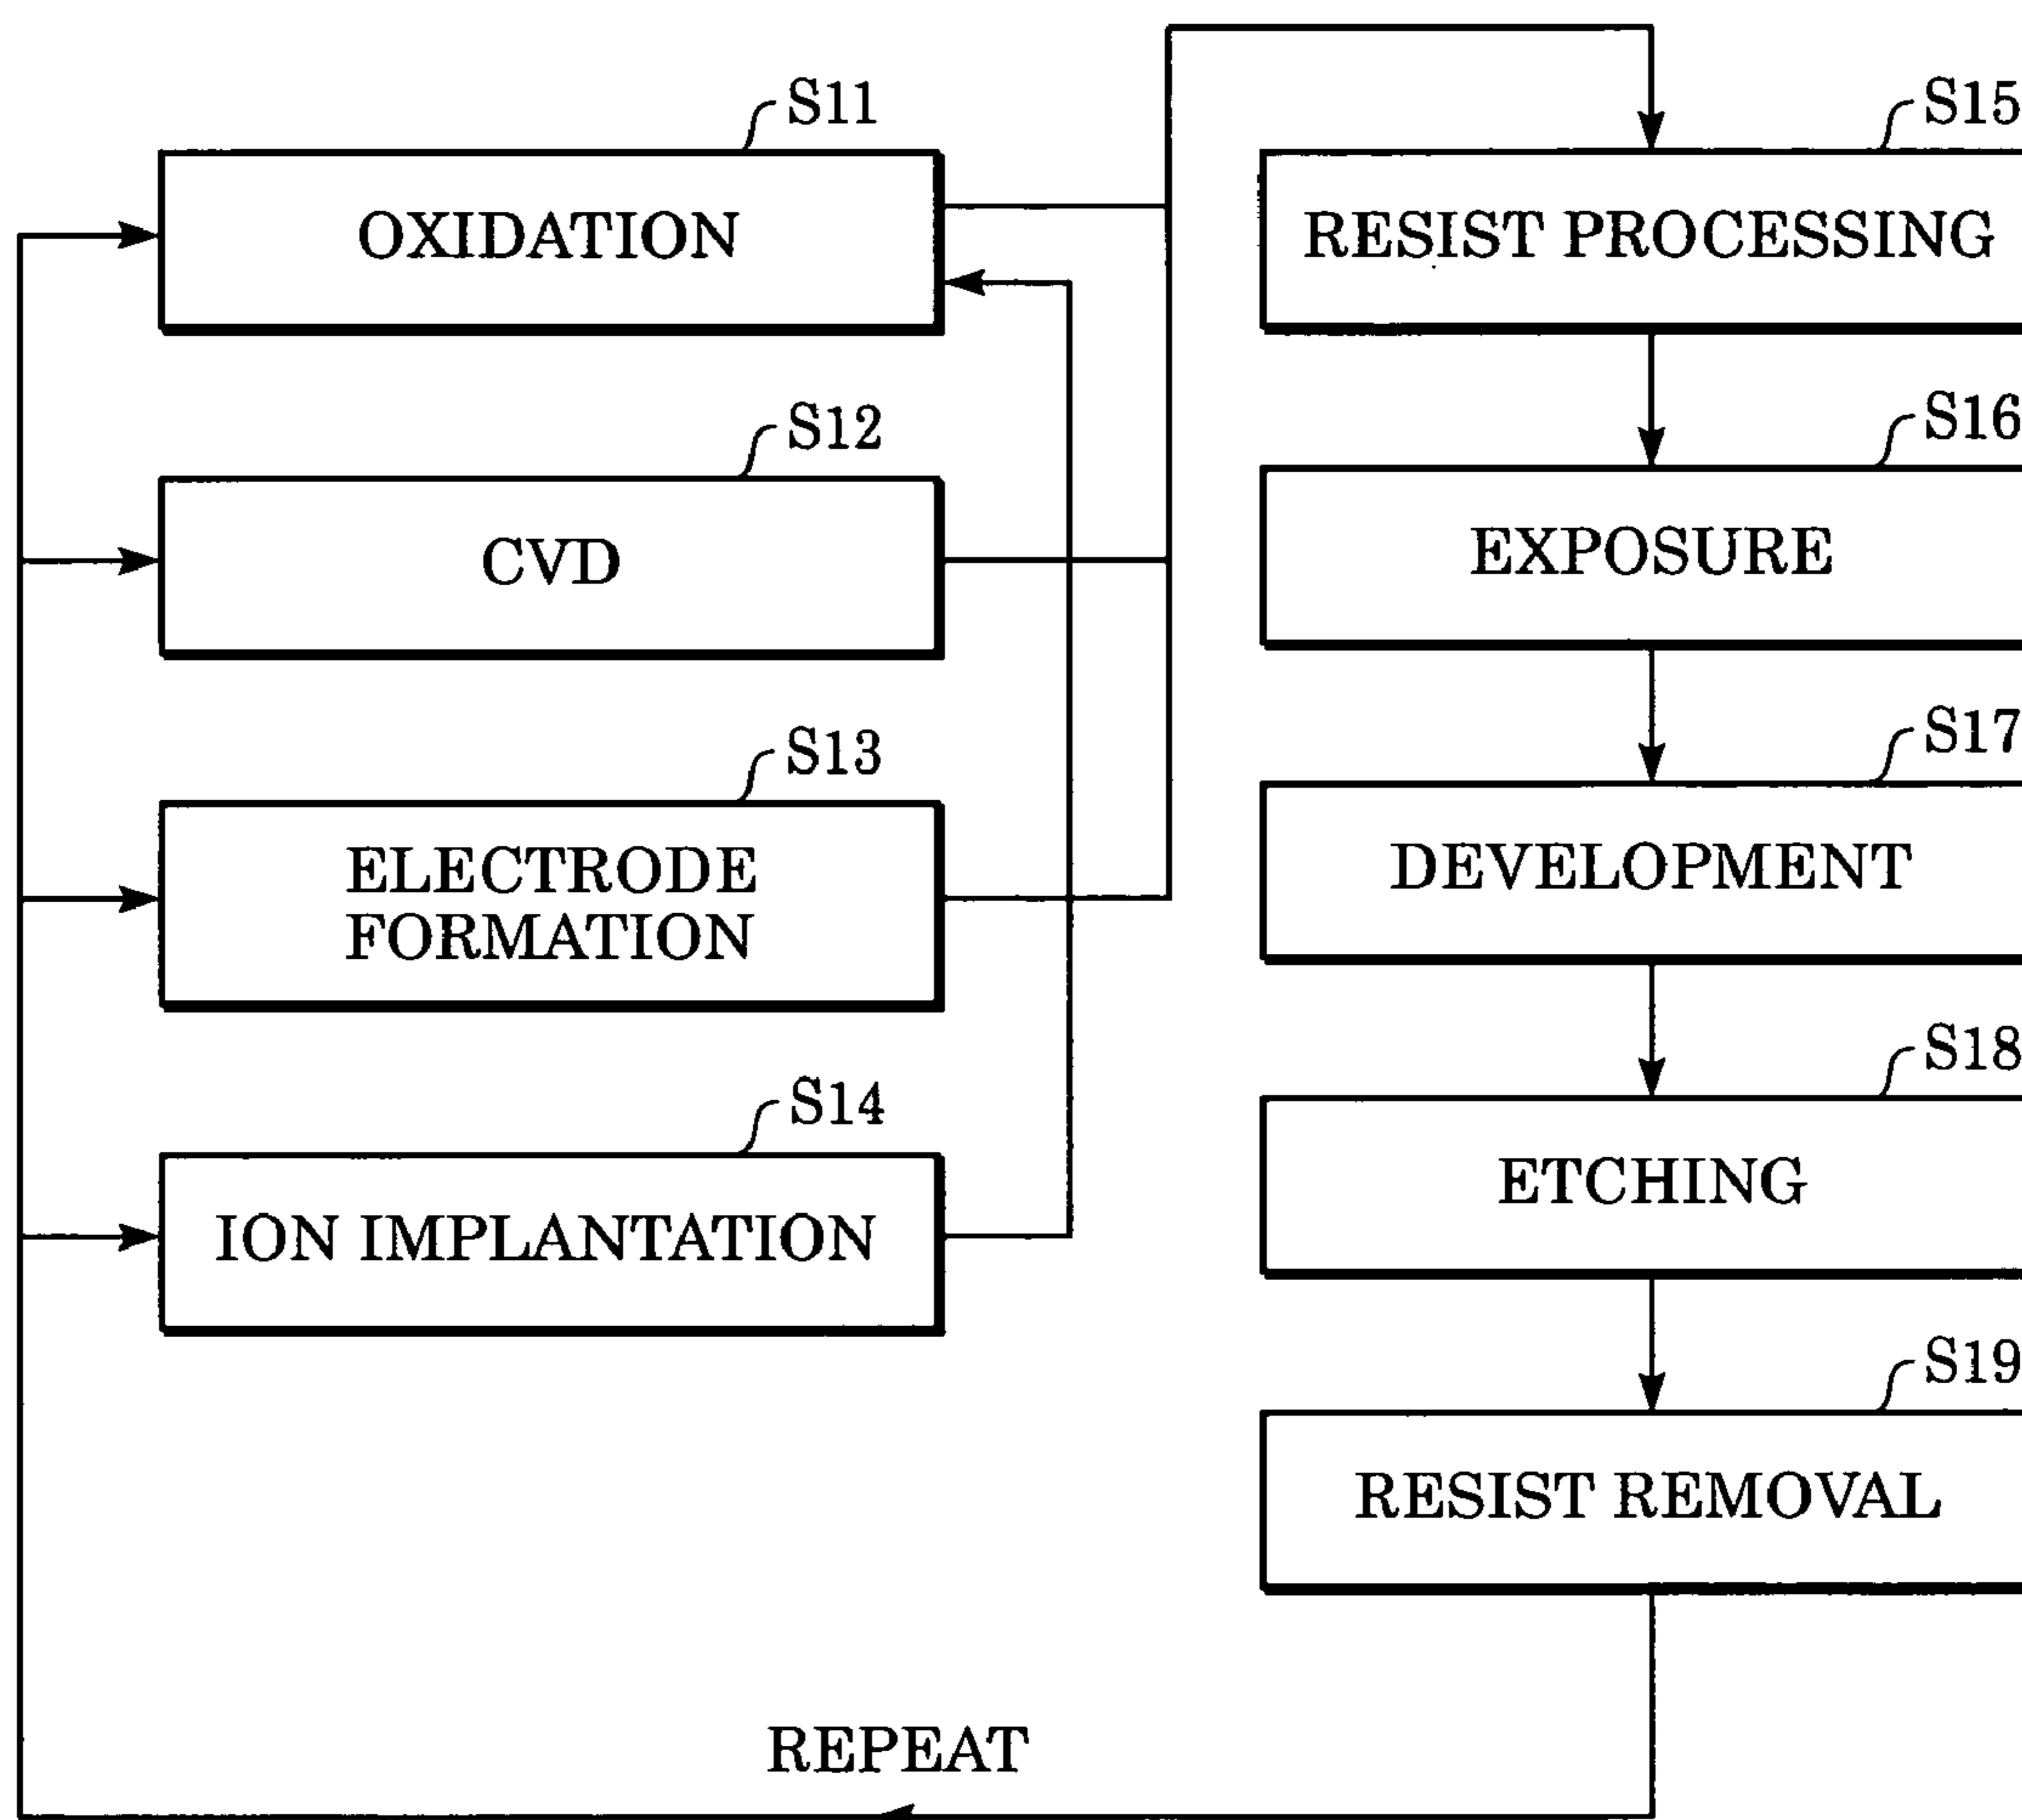 S11
OXIDATION
S12
CVD
S13
ELECTRODE
FORMATION
S14
ION IMPLANTATION
S15
RESIST PROCESSING
S16
EXPOSURE
S17
DEVELOPMENT
S18
ETCHING
S19
RESIST REMOVAL
REPEAT